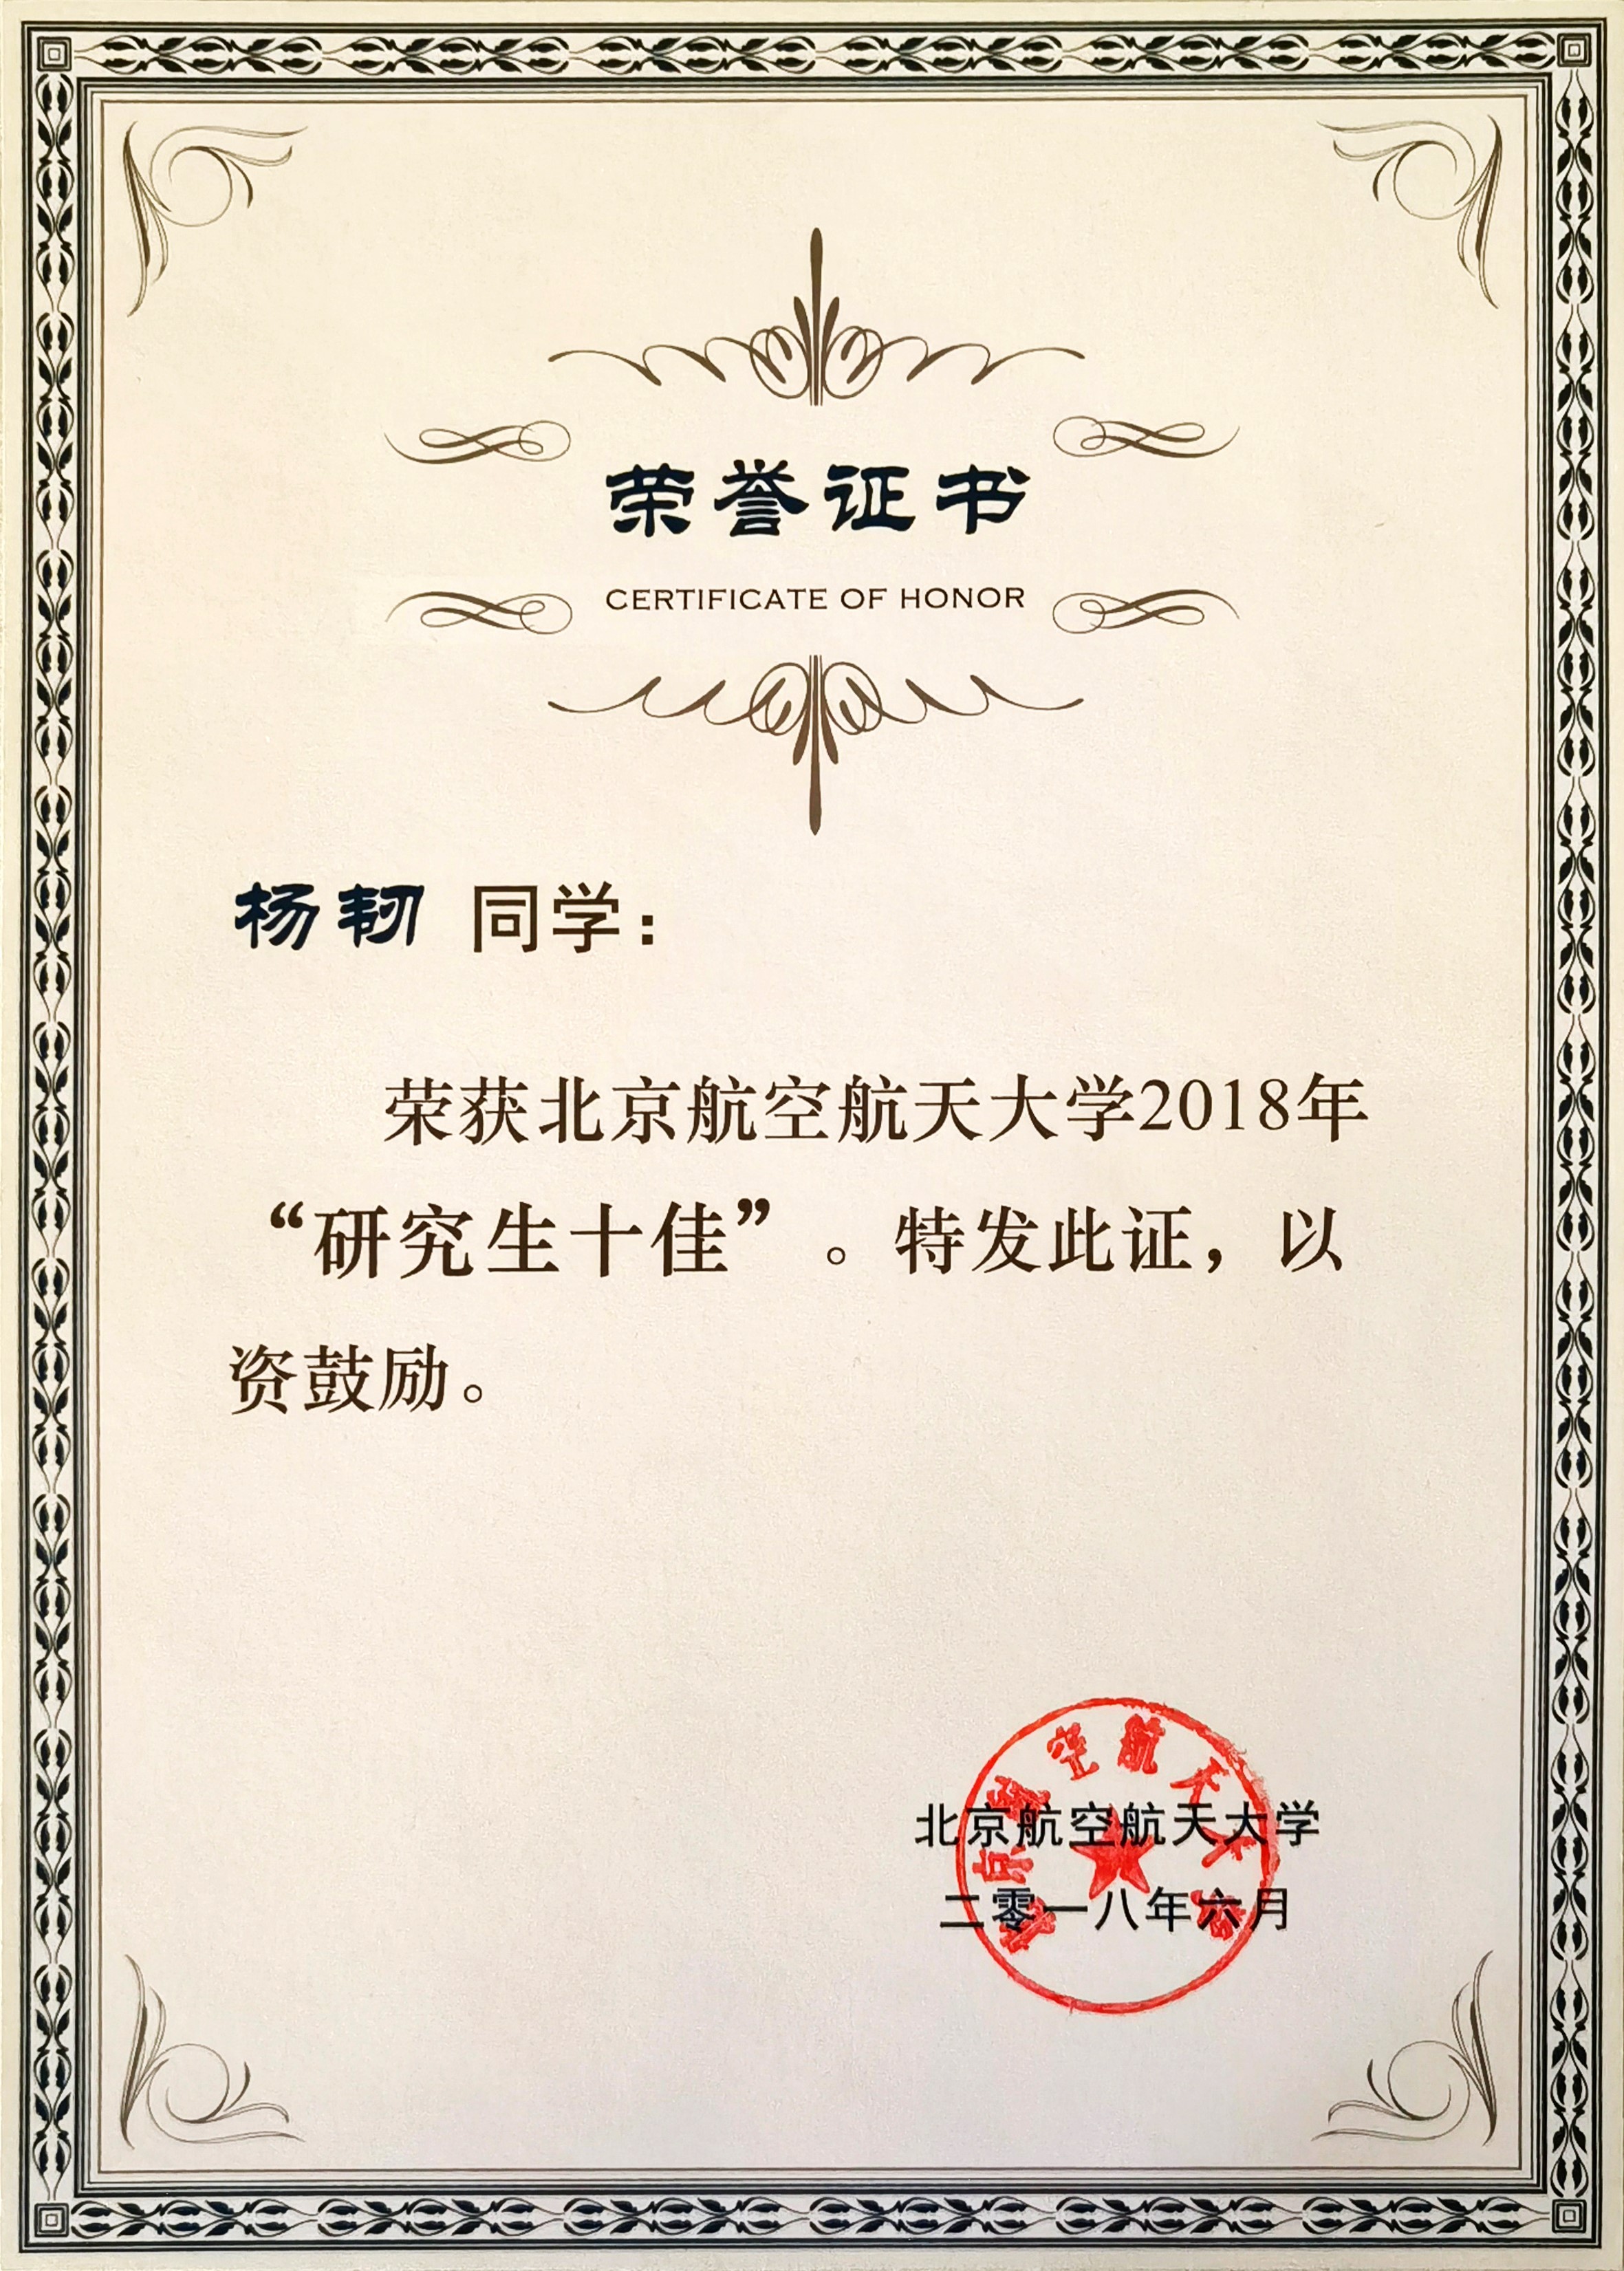 荣誉证书
CERTIFICATE OF HONOR
杨韧 同学：
荣获北京航空航天大学2018年
“研究生十佳”。特发此证，以
资鼓励。
北京航空航天大学
二零一八年六月
北京航空航天大学